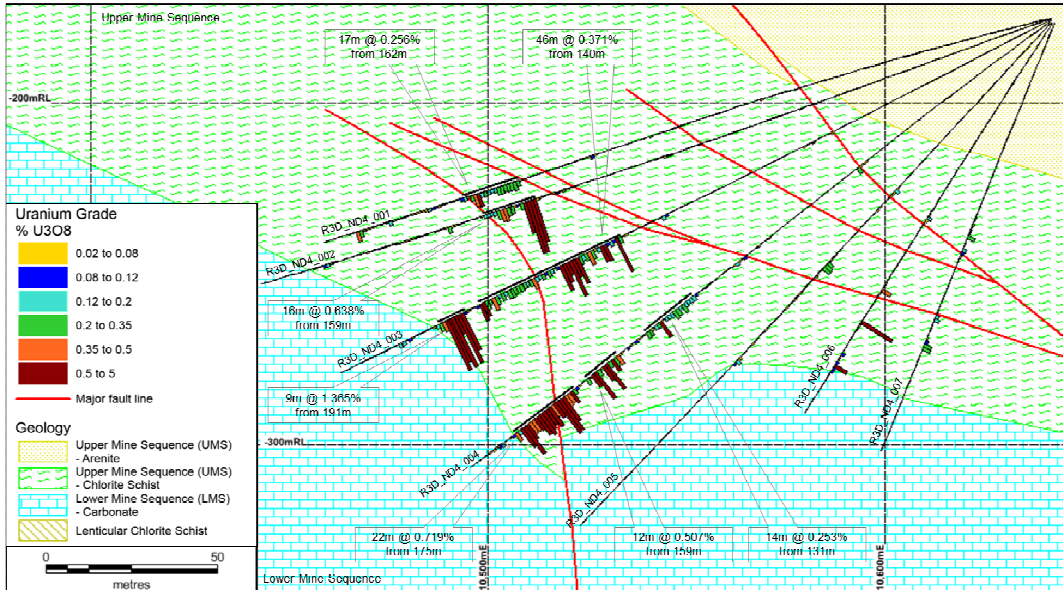 Upper Mine Sequence
17m @ 0.256%
from 162m
46m @ 0.371%
from 140m
-200mRL
R3D_ND4_001
R3D_ND4_002
16m @ 0.638%
from 159m
R3D_ND4_003
9m @ 1.365%
from 191m
R3D_ND4_004
R3D_ND4_005
R3D_ND4_006
R3D_ND4_007
-300mRL
22m @ 0.719%
from 175m
12m @ 0.507%
from 159m
14m @ 0.253%
from 131m
10,500mE
10,600mE
Lower Mine Sequence
Uranium Grade
% U3O8
0.02 to 0.08
0.08 to 0.12
0.12 to 0.2
0.2 to 0.35
0.35 to 0.5
0.5 to 5
Major fault line
Geology
Upper Mine Sequence (UMS)
- Arenite
Upper Mine Sequence (UMS)
- Chlorite Schist
Lower Mine Sequence (LMS)
- Carbonate
Lenticular Chlorite Schist
0
50
metres